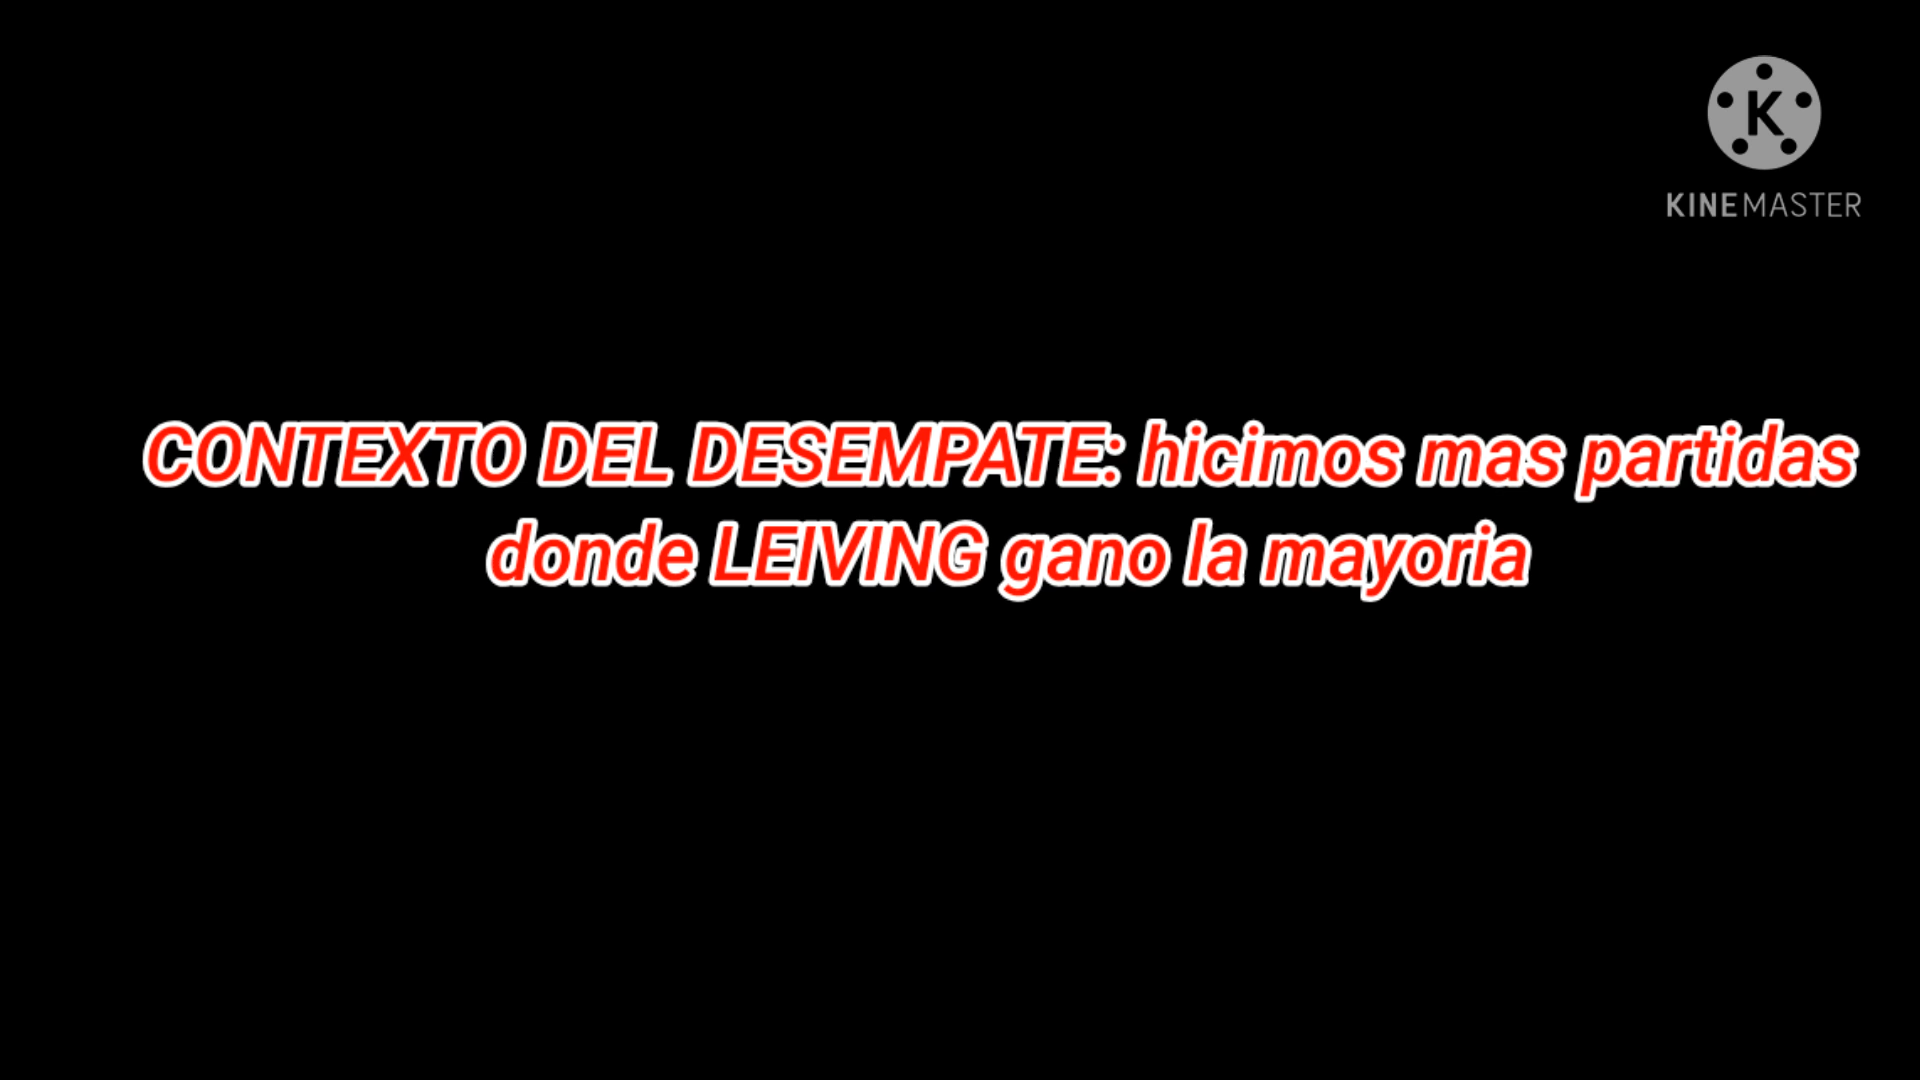 K
KINEMASTER
CONTEXTO DEL DESEMPATE: hicimos mas partidas
donde LEIVING gano la mayoria